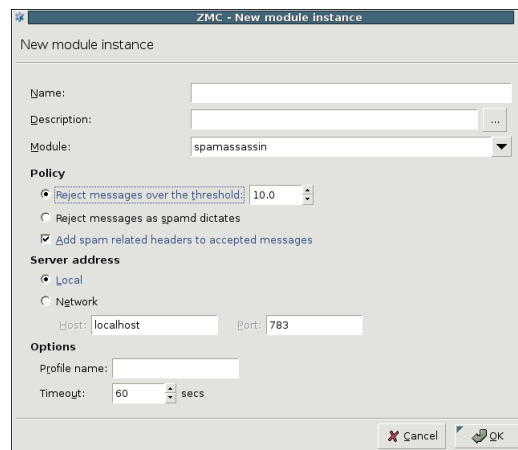 ZMC - New module instance
New module instance
Name:
Description: ...
Module: spamassassin
Policy
Reject messages over the threshold: 10.0
Reject messages as spamd dictates
Add spam related headers to accepted messages
Server address
Local
Network
Host: localhost Port: 783
Options
Profile name:
Timeout: 60 secs
Cancel OK